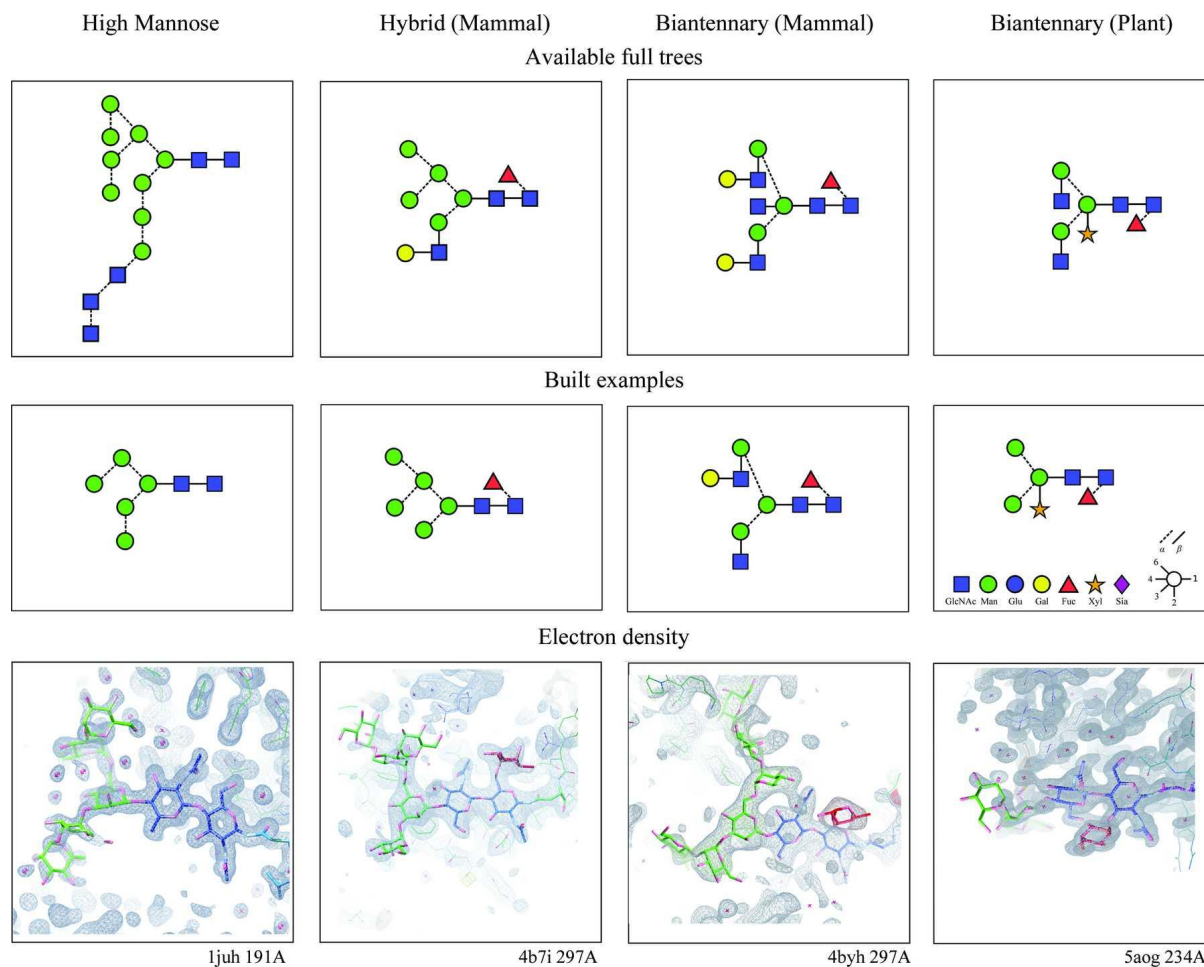 High Mannose Hybrid (Mammal) Biantennary (Mammal) Biantennary (Plant)
Available full trees
Built examples
α β
6
4 1
3 2
GlcNAc Man Glu Gal Fuc Xyl Sia
Electron density
1juh 191A 4b7i 297A 4byh 297A 5aog 234A